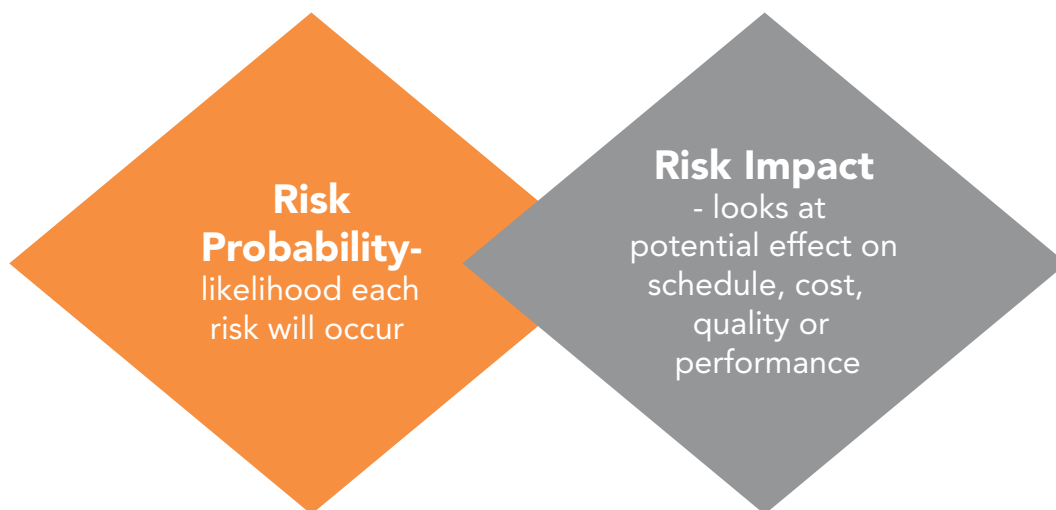 Risk
Probability-
likelihood each
risk will occur
Risk Impact
- looks at
potential effect on
schedule, cost,
quality or
performance